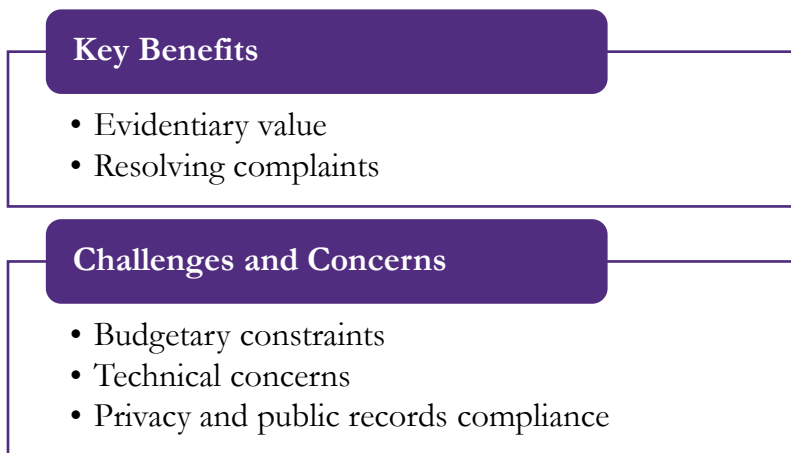 Key Benefits
• Evidentiary value
• Resolving complaints
Challenges and Concerns
• Budgetary constraints
• Technical concerns
• Privacy and public records compliance